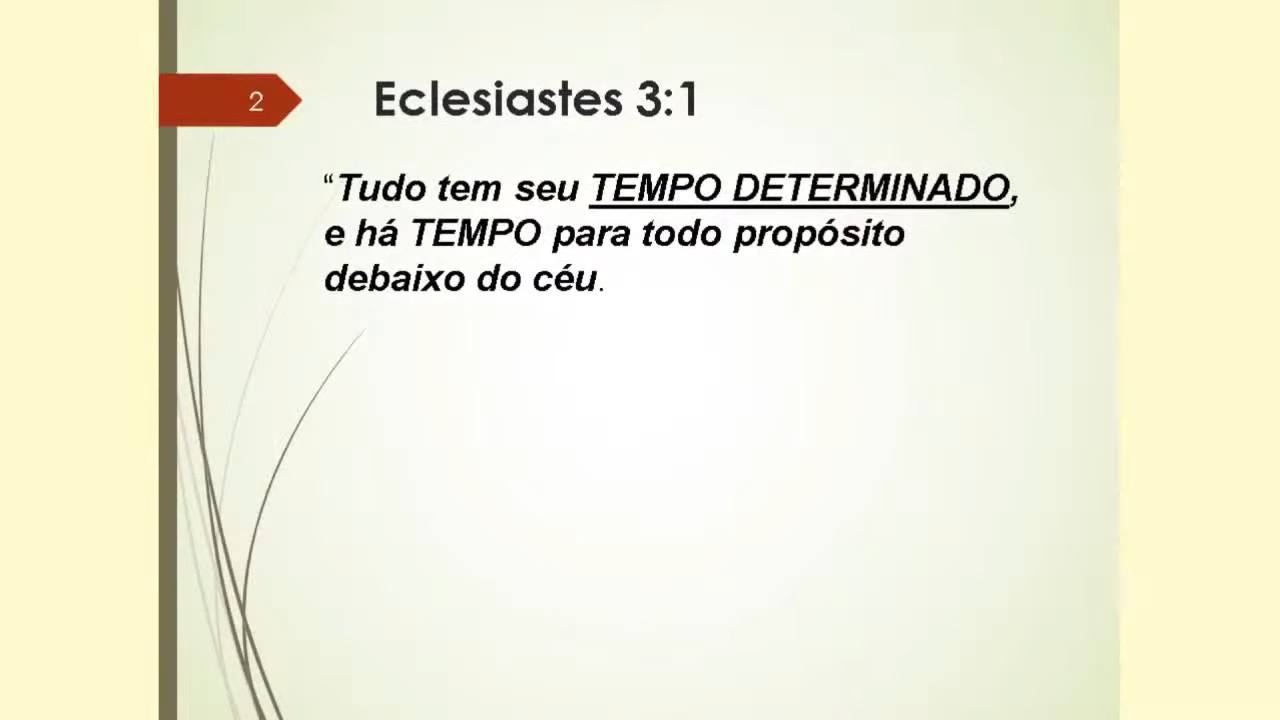 2
Eclesiastes 3:1
“Tudo tem seu TEMPO DETERMINADO,
e há TEMPO para todo propósito
debaixo do céu.